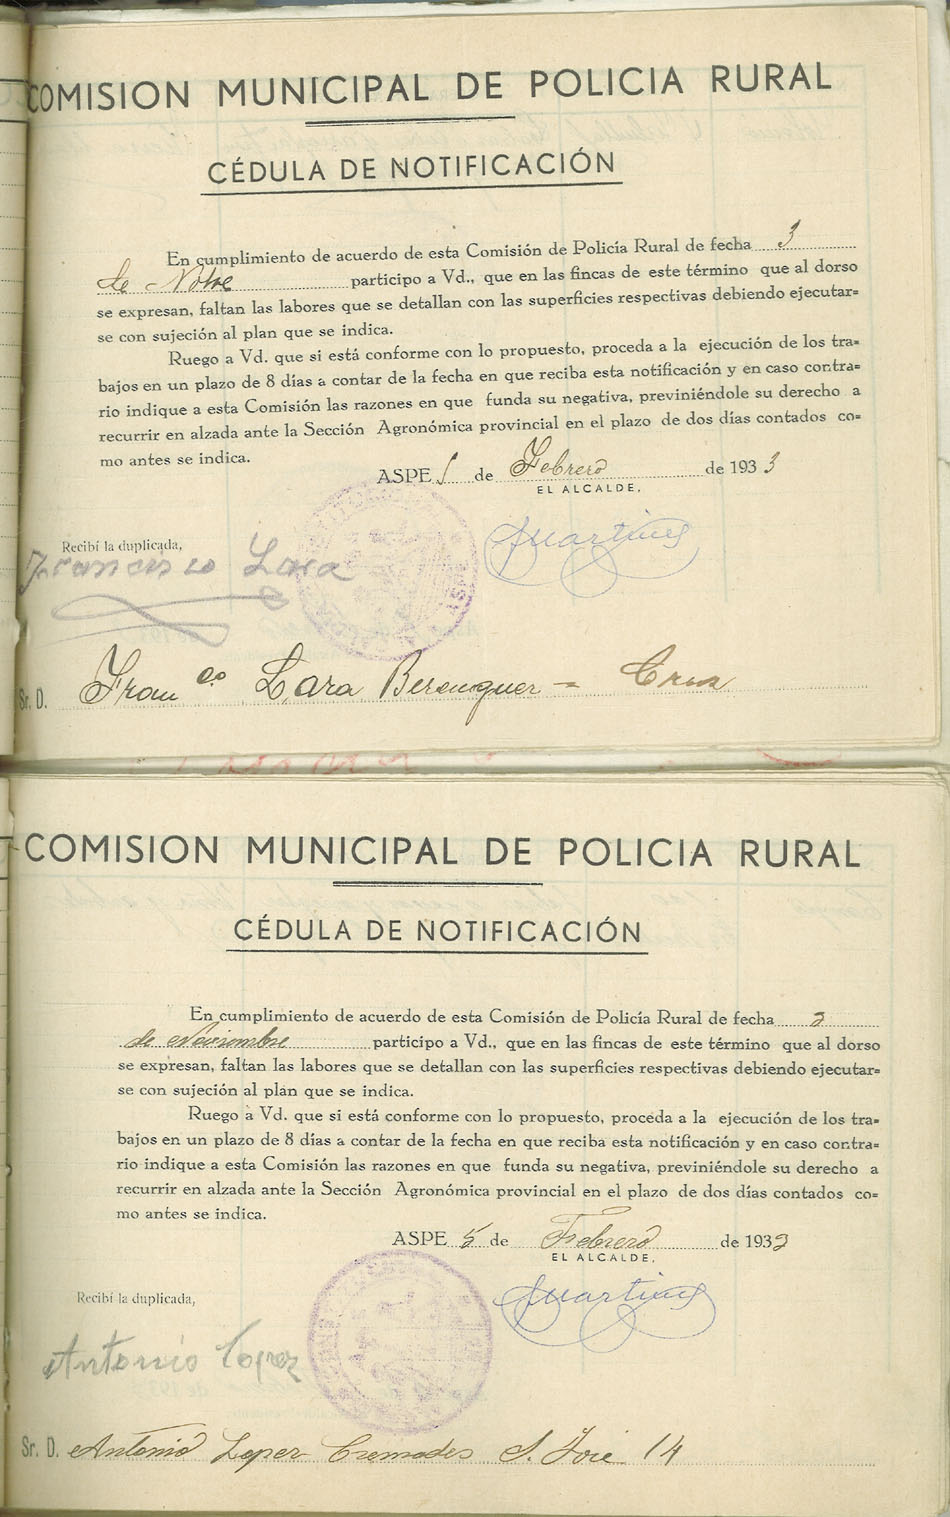 COMISION MUNICIPAL DE POLICIA RURAL
CÉDULA DE NOTIFICACIÓN
En cumplimiento de acuerdo de esta Comisión de Policía Rural de fecha 3
de Nbre participo a Vd., que en las fincas de este término que al dorso
se expresan, faltan las labores que se detallan con las superficies respectivas debiendo ejecutar=
se con sujeción al plan que se indica.
Ruego a Vd. que si está conforme con lo propuesto, proceda a la ejecución de los tra=
bajos en un plazo de 8 días a contar de la fecha en que reciba esta notificación y en caso contra=
rio indique a esta Comisión las razones en que funda su negativa, previniéndole su derecho a
recurrir en alzada ante la Sección Agronómica provincial en el plazo de dos días contados co=
mo antes se indica.
ASPE 1 de Febrero de 1933
EL ALCALDE,
Recibí la duplicada,
Francisco Lara
Sr. D. Franco Lara Berenguer = Cruz
COMISION MUNICIPAL DE POLICIA RURAL
CÉDULA DE NOTIFICACIÓN
En cumplimiento de acuerdo de esta Comisión de Policía Rural de fecha 3
de Noviembre participo a Vd., que en las fincas de este término que al dorso
se expresan, faltan las labores que se detallan con las superficies respectivas debiendo ejecutar=
se con sujeción al plan que se indica.
Ruego a Vd. que si está conforme con lo propuesto, proceda a la ejecución de los tra=
bajos en un plazo de 8 días a contar de la fecha en que reciba esta notificación y en caso contra=
rio indique a esta Comisión las razones en que funda su negativa, previniéndole su derecho a
recurrir en alzada ante la Sección Agronómica provincial en el plazo de dos días contados co=
mo antes se indica.
ASPE 5 de Febrero de 1933
EL ALCALDE,
Recibí la duplicada,
Antonio Lopez
Sr. D. Antonio Lopez Cremades S. José 14